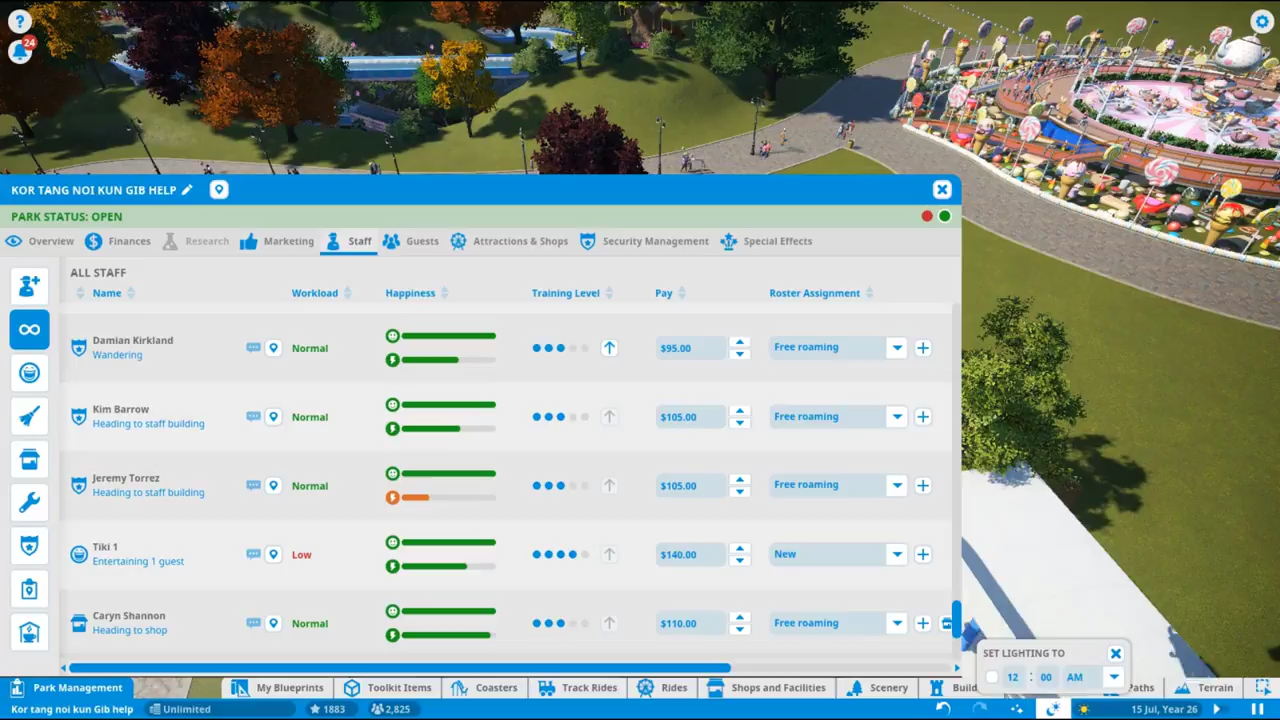 ?
24
KOR TANG NOI KUN GIB HELP
PARK STATUS: OPEN
Overview
Finances
Research
Marketing
Staff
Guests
Attractions & Shops
Security Management
Special Effects
ALL STAFF
Name
Workload
Happiness
Training Level
Pay
Roster Assignment
Damian Kirkland
Wandering
Normal
$95.00
Free roaming
Kim Barrow
Heading to staff building
Normal
$105.00
Free roaming
Jeremy Torrez
Heading to staff building
Normal
$105.00
Free roaming
Tiki 1
Entertaining 1 guest
Low
$140.00
New
Caryn Shannon
Heading to shop
Normal
$110.00
Free roaming
SET LIGHTING TO
12 : 00 AM
Park Management
My Blueprints
Toolkit Items
Coasters
Track Rides
Rides
Shops and Facilities
Scenery
Build
Paths
Terrain
Kor tang noi kun Gib help
Unlimited
1883
2,825
15 Jul, Year 26